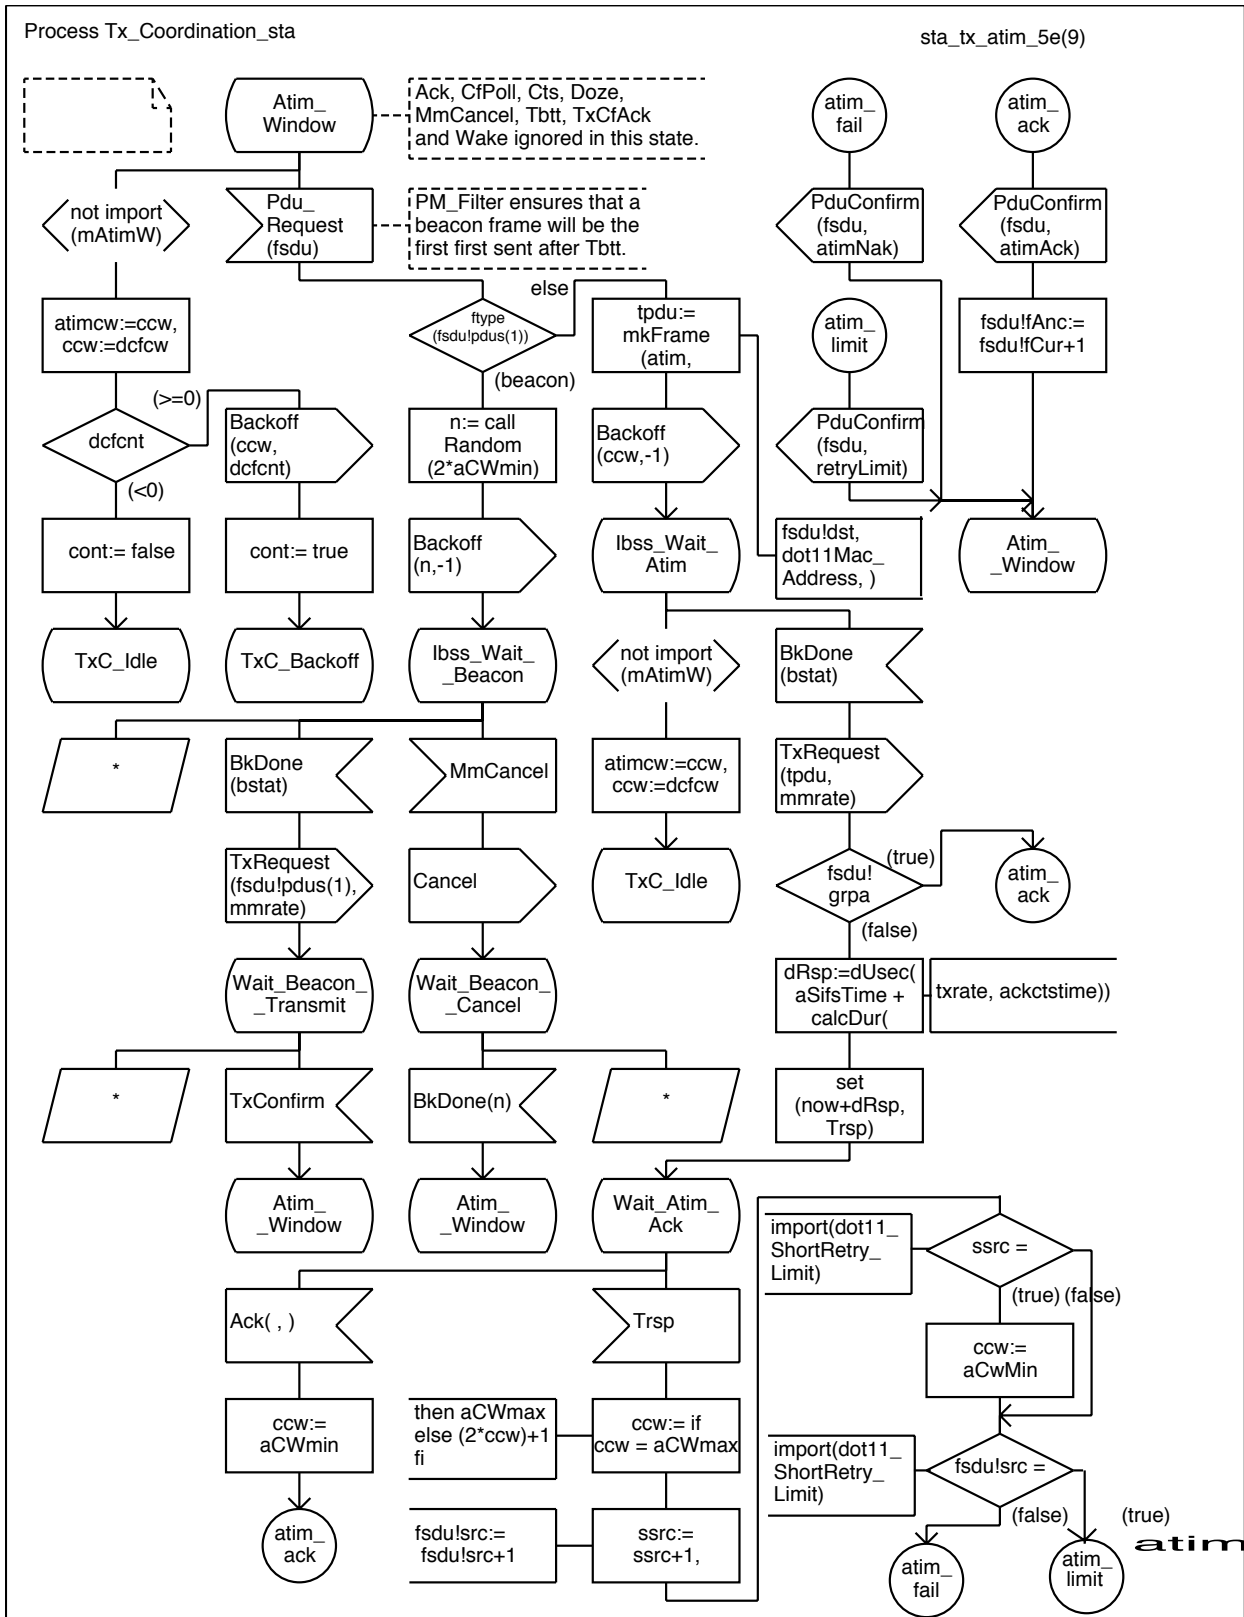 Process Tx_Coordination_sta
sta_tx_atim_5e(9)
Atim_
_Window
Ack, CfPoll, Cts, Doze,
MmCancel, Tbtt, TxCfAck
and Wake ignored in this state.
atim_
fail
atim_
ack
not import
(mAtimW)
Pdu_
_Request
(fsdu)
PM_Filter ensures that a
beacon frame will be the
first first sent after Tbtt.
PduConfirm
(fsdu,
atimNak)
PduConfirm
(fsdu,
atimAck)
else
atimcw:=ccw,
ccw:=dcfcw
ftype
(fsdu!pdus(1))
tpdu:=
mkFrame
(atim,
atim_
limit
fsdu!fAnc:=
fsdu!fCur+1
(beacon)
(>=0)
dcfcnt
(<0)
Backoff
(ccw,
dcfcnt)
n:= call
Random
(2*aCWmin)
Backoff
(ccw,-1)
PduConfirm
(fsdu,
retryLimit)
cont:= false
cont:= true
Backoff
(n,-1)
Ibss_Wait_
_Atim
fsdu!dst,
dot11Mac_
_Address, )
Atim_
_Window
TxC_Idle
TxC_Backoff
Ibss_Wait_
_Beacon
not import
(mAtimW)
BkDone
(bstat)
*
BkDone
(bstat)
MmCancel
atimcw:=ccw,
ccw:=dcfcw
TxRequest
(tpdu,
mmrate)
TxRequest
(fsdu!pdus(1),
mmrate)
Cancel
TxC_Idle
fsdu!
grpa
(true)
(false)
atim_
ack
Wait_Beacon_
_Transmit
Wait_Beacon_
_Cancel
dRsp:=dUsec(
aSifsTime +
calcDur(
txrate, ackctstime))
*
TxConfirm
BkDone(n)
*
set
(now+dRsp,
Trsp)
Atim_
_Window
Atim_
_Window
Wait_Atim_
_Ack
import(dot11_
_ShortRetry_
_Limit)
ssrc =
(true) (false)
Ack( , )
Trsp
ccw:=
aCwMin
ccw:=
aCWmin
then aCWmax
else (2*ccw)+1
fi
ccw:= if
ccw = aCWmax
import(dot11_
_ShortRetry_
_Limit)
fsdu!src =
(false)
(true)
atim_
ack
fsdu!src:=
fsdu!src+1
ssrc:=
ssrc+1,
atim_
fail
atim_
limit
atim